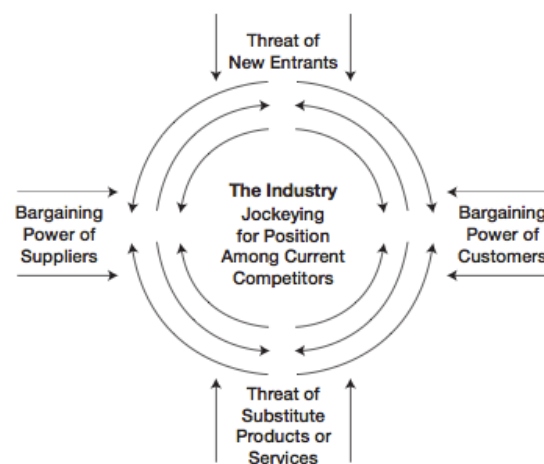 Threat of
New Entrants
The Industry
Jockeying
for Position
Among Current
Competitors
Bargaining
Power of
Suppliers
Bargaining
Power of
Customers
Threat of
Substitute
Products or
Services